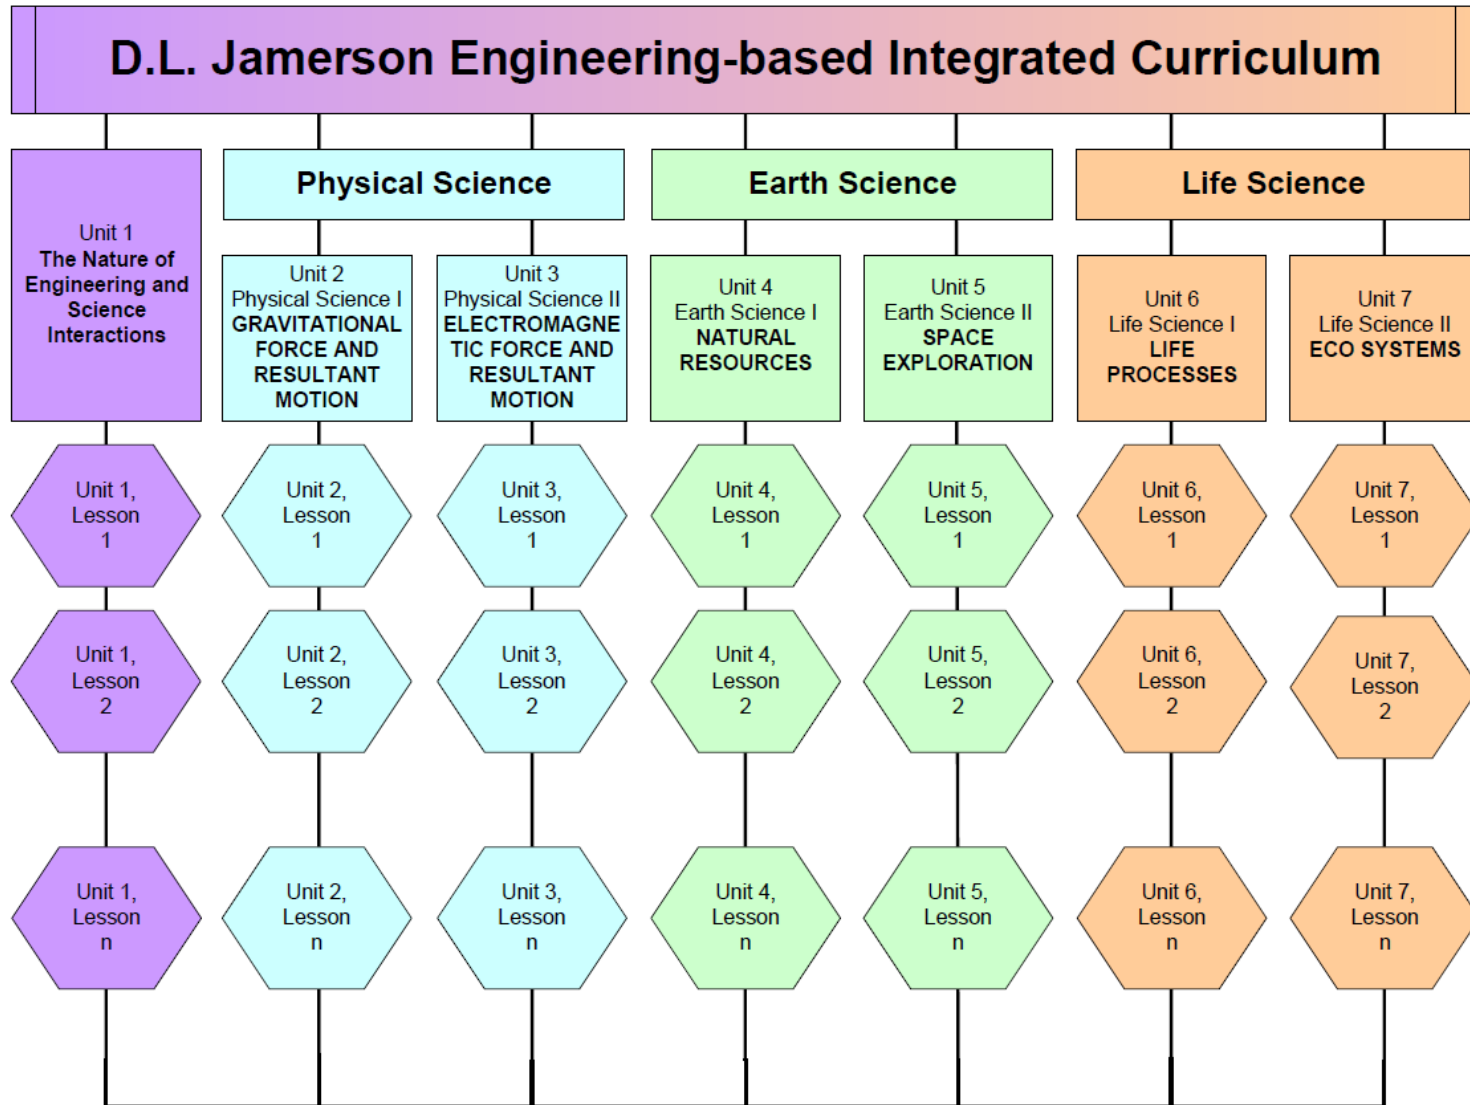 D.L. Jamerson Engineering-based Integrated Curriculum
Physical Science
Earth Science
Life Science
Unit 1
The Nature of
Engineering and
Science
Interactions
Unit 2
Physical Science I
GRAVITATIONAL
FORCE AND
RESULTANT
MOTION
Unit 3
Physical Science II
ELECTROMAGNE
TIC FORCE AND
RESULTANT
MOTION
Unit 4
Earth Science I
NATURAL
RESOURCES
Unit 5
Earth Science II
SPACE
EXPLORATION
Unit 6
Life Science I
LIFE
PROCESSES
Unit 7
Life Science II
ECO SYSTEMS
Unit 1,
Lesson
1
Unit 2,
Lesson
1
Unit 3,
Lesson
1
Unit 4,
Lesson
1
Unit 5,
Lesson
1
Unit 6,
Lesson
1
Unit 7,
Lesson
1
Unit 1,
Lesson
2
Unit 2,
Lesson
2
Unit 3,
Lesson
2
Unit 4,
Lesson
2
Unit 5,
Lesson
2
Unit 6,
Lesson
2
Unit 7,
Lesson
2
Unit 1,
Lesson
n
Unit 2,
Lesson
n
Unit 3,
Lesson
n
Unit 4,
Lesson
n
Unit 5,
Lesson
n
Unit 6,
Lesson
n
Unit 7,
Lesson
n